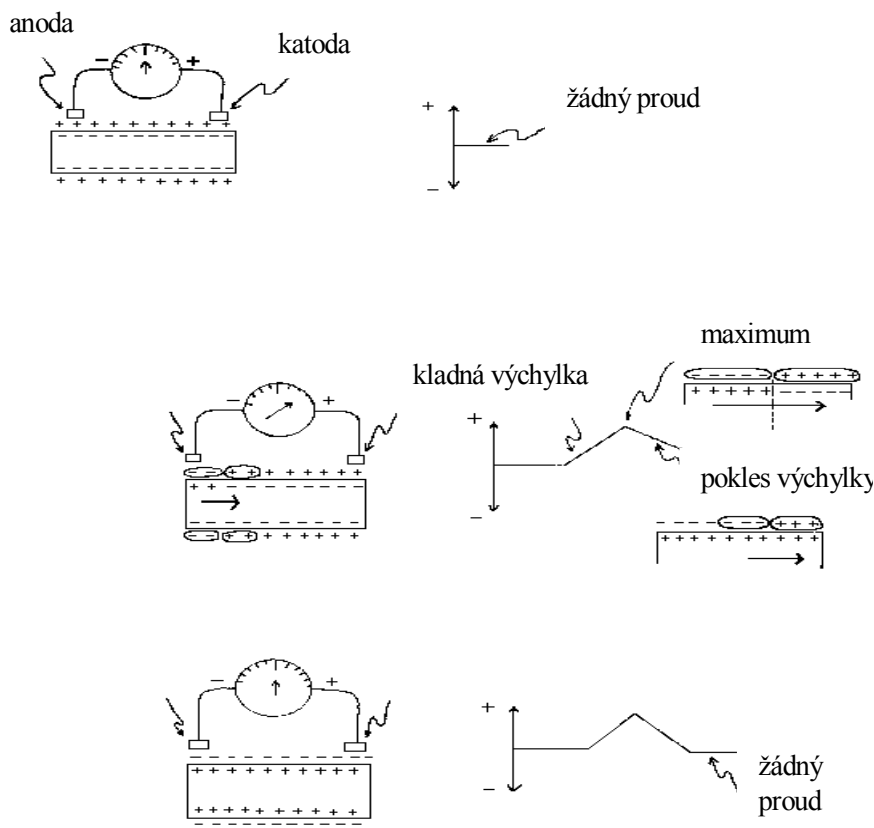 anoda
katoda
žádný proud
maximum
kladná výchylka
pokles výchylky
žádný
proud